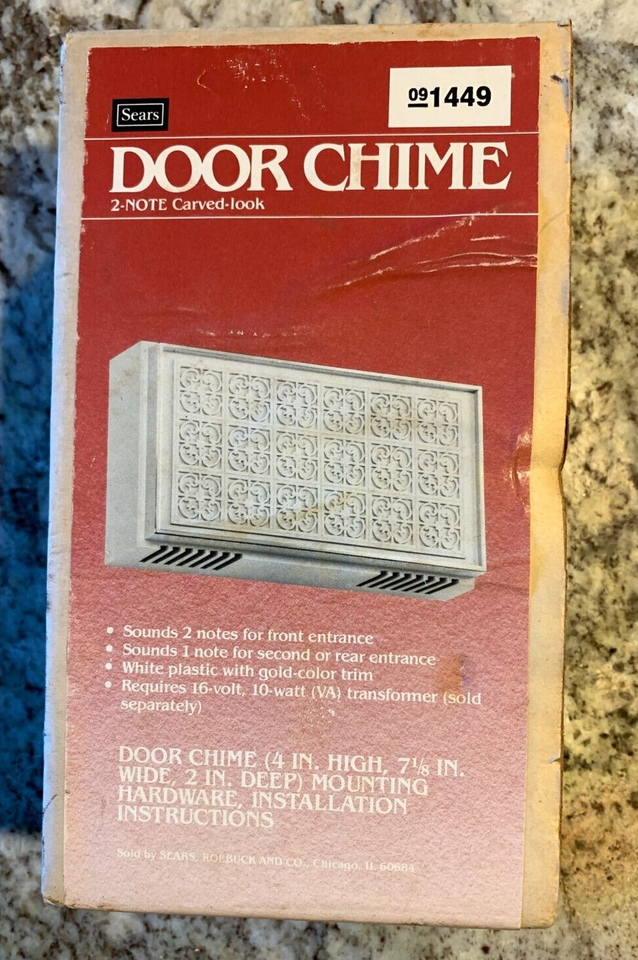 Sears
091449
DOOR CHIME
2-NOTE Carved-look
• Sounds 2 notes for front entrance
• Sounds 1 note for second or rear entrance
• White plastic with gold-color trim
• Requires 16-volt, 10-watt (VA) transformer (sold
separately)
DOOR CHIME (4 IN. HIGH, 7⅛ IN.
WIDE, 2 IN. DEEP) MOUNTING
HARDWARE, INSTALLATION
INSTRUCTIONS
Sold by SEARS, ROEBUCK AND CO., Chicago, IL 60684